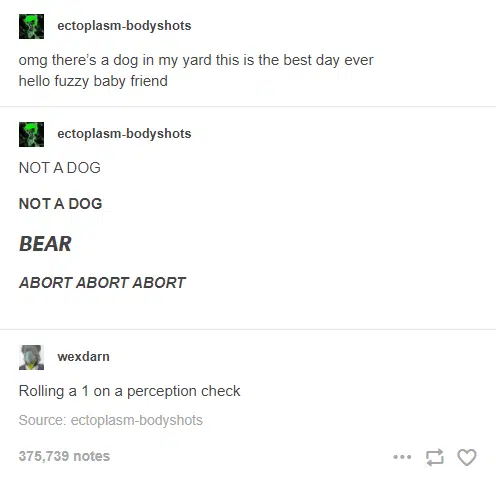 ectoplasm-bodyshots
omg there's a dog in my yard this is the best day ever
hello fuzzy baby friend
ectoplasm-bodyshots
NOT A DOG
NOT A DOG
BEAR
ABORT ABORT ABORT
wexdarn
Rolling a 1 on a perception check
Source: ectoplasm-bodyshots
375,739 notes